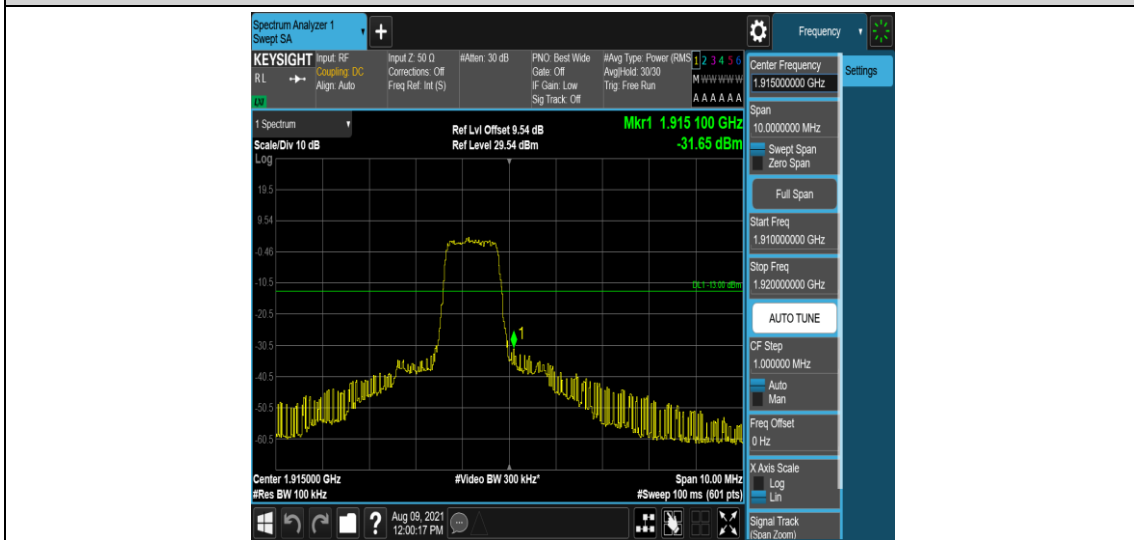 Spectrum Analyzer 1
Swept SA
+
Frequency
KEYSIGHT
RL
Input: RF
Coupling: DC
Align: Auto
Input Z: 50 Ω
Corrections: Off
Freq Ref: Int (S)
#Atten: 30 dB
PNO: Best Wide
Gate: Off
IF Gain: Low
Sig Track: Off
#Avg Type: Power (RMS
Avg|Hold: 30/30
Trig: Free Run
1 2 3 4 5 6
M W W W W W
A A A A A A
1 Spectrum
Scale/Div 10 dB
Ref Lvl Offset 9.54 dB
Ref Level 29.54 dBm
Mkr1 1.915 100 GHz
-31.65 dBm
Log
19.5
9.54
-0.46
-10.5
DL1 -13.00 dBm
-20.5
1
-30.5
-40.5
-50.5
-60.5
Center 1.915000 GHz
#Res BW 100 kHz
#Video BW 300 kHz*
Span 10.00 MHz
#Sweep 100 ms (601 pts)
Center Frequency
1.915000000 GHz
Settings
Span
10.0000000 MHz
Swept Span
Zero Span
Full Span
Start Freq
1.910000000 GHz
Stop Freq
1.920000000 GHz
AUTO TUNE
CF Step
1.000000 MHz
Auto
Man
Freq Offset
0 Hz
X Axis Scale
Log
Lin
Signal Track
(Span Zoom)
?
Aug 09, 2021
12:00:17 PM